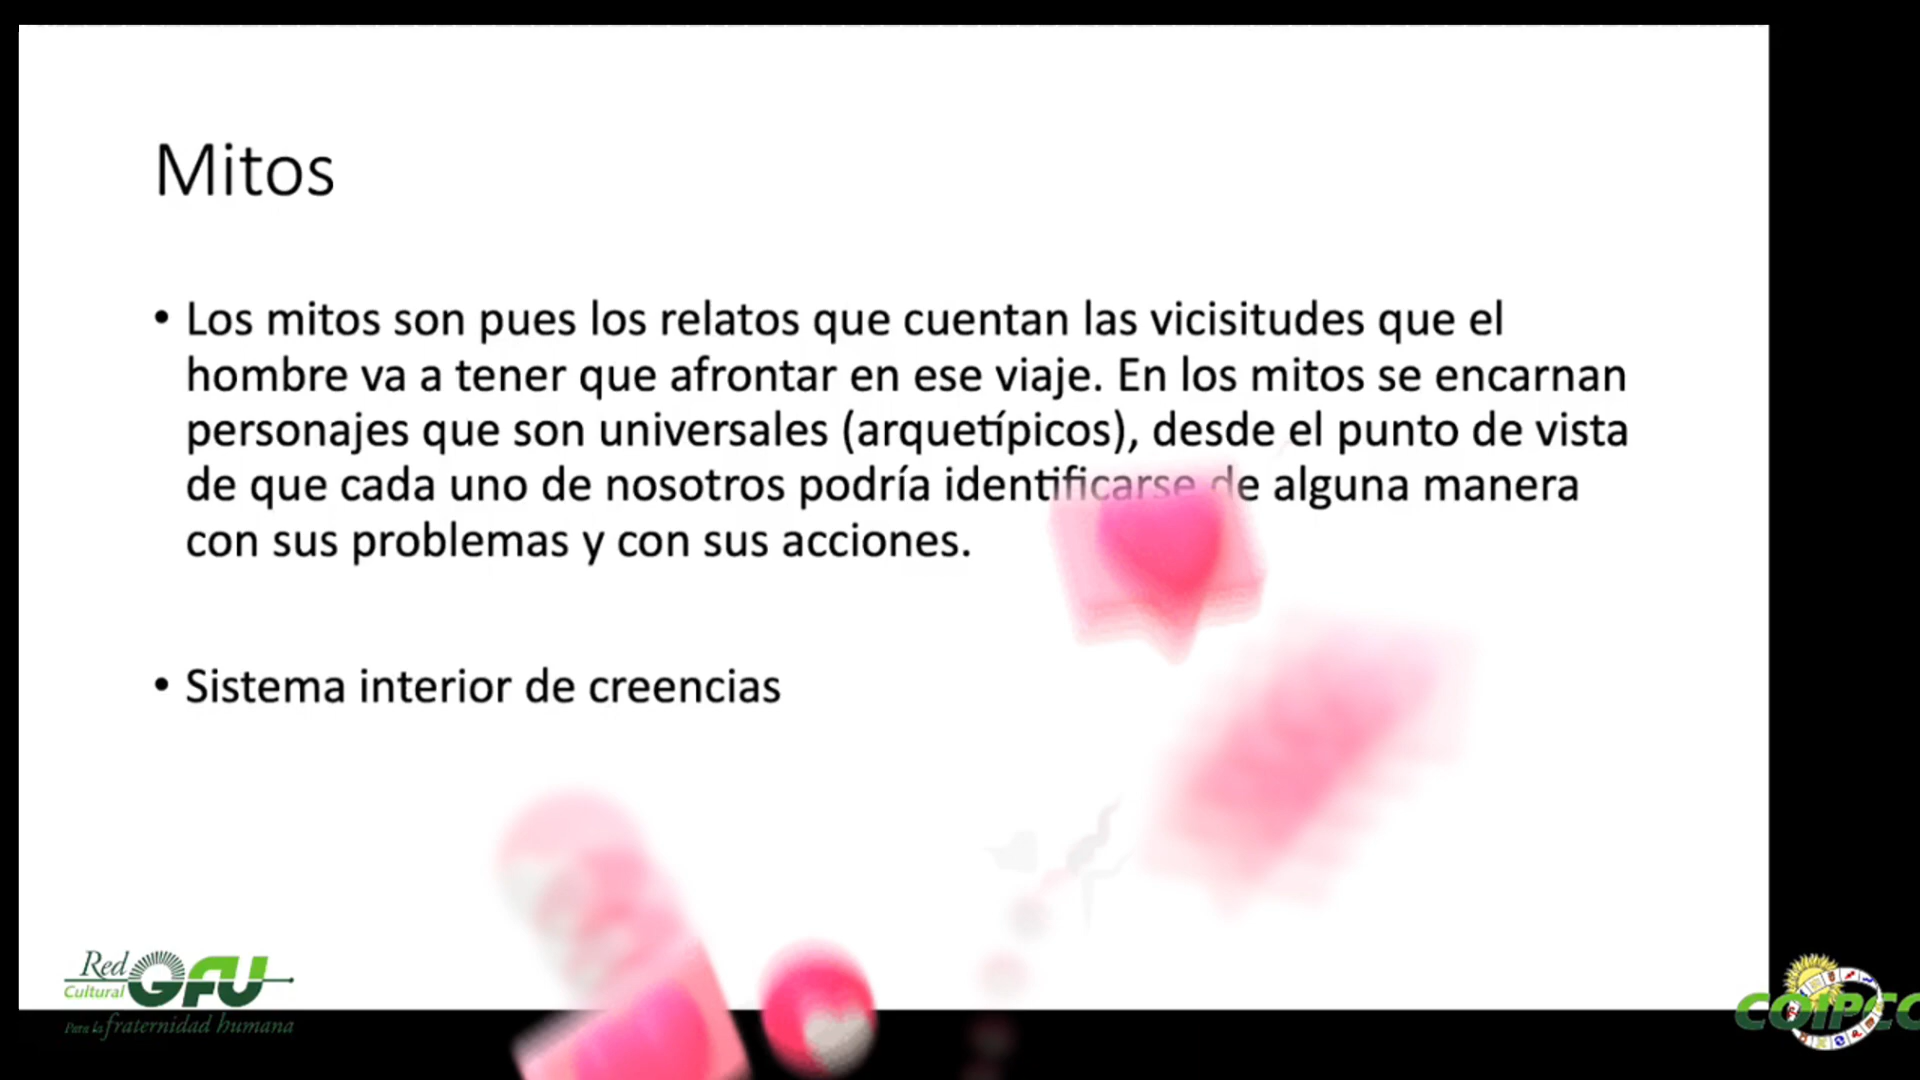 Mitos
• Los mitos son pues los relatos que cuentan las vicisitudes que el
hombre va a tener que afrontar en ese viaje. En los mitos se encarnan
personajes que son universales (arquetípicos), desde el punto de vista
de que cada uno de nosotros podría identificarse de alguna manera
con sus problemas y con sus acciones.
• Sistema interior de creencias
Red
Cultural GFU
Para la fraternidad humana
COIPCO